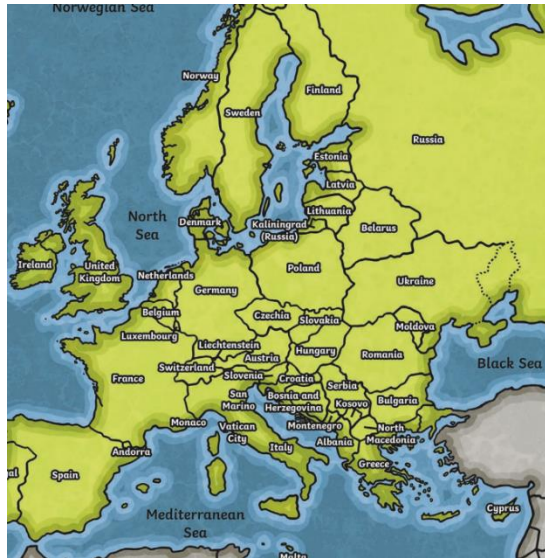 Norwegian Sea
Norway
Finland
Sweden
Russia
Estonia
Latvia
Lithuania
Denmark
Kaliningrad
(Russia)
Belarus
North
Sea
Ireland
United
Kingdom
Netherlands
Poland
Germany
Ukraine
Belgium
Czechia
Slovakia
Moldova
Luxembourg
Liechtenstein
Austria
Hungary
Romania
Switzerland
Slovenia
Croatia
France
Black Sea
San
Marino
Bosnia and
Herzegovina
Serbia
Kosovo
Bulgaria
Monaco
Vatican
City
Montenegro
North
Macedonia
Andorra
Italy
Albania
Spain
Greece
Mediterranean
Sea
Cyprus
Malta